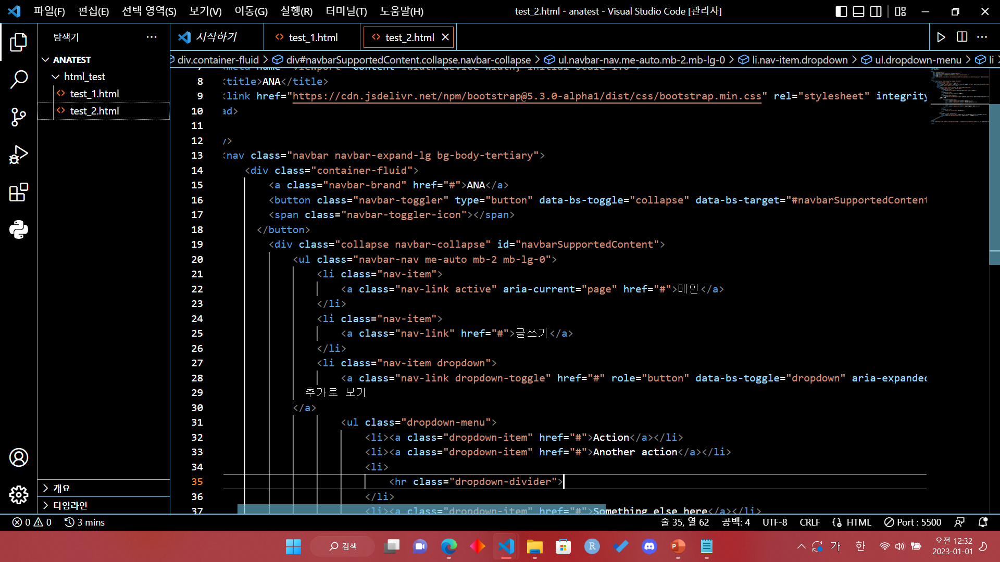 파일(F) 편집(E) 선택 영역(S) 보기(V) 이동(G) 실행(R) 터미널(T) 도움말(H)
test_2.html - anatest - Visual Studio Code [관리자]
탐색기
ANATEST
html_test
test_1.html
test_2.html
개요
타임라인
시작하기
test_1.html
test_2.html
div.container-fluid > div#navbarSupportedContent.collapse.navbar-collapse > ul.navbar-nav.me-auto.mb-2.mb-lg-0 > li.nav-item.dropdown > ul.dropdown-menu > li
8 <title>ANA</title>
9 <link href="https://cdn.jsdelivr.net/npm/bootstrap@5.3.0-alpha1/dist/css/bootstrap.min.css" rel="stylesheet" integrity
10 ad>
11
12 y>
13 <nav class="navbar navbar-expand-lg bg-body-tertiary">
14 <div class="container-fluid">
15 <a class="navbar-brand" href="#">ANA</a>
16 <button class="navbar-toggler" type="button" data-bs-toggle="collapse" data-bs-target="#navbarSupportedContent
17 <span class="navbar-toggler-icon"></span>
18 </button>
19 <div class="collapse navbar-collapse" id="navbarSupportedContent">
20 <ul class="navbar-nav me-auto mb-2 mb-lg-0">
21 <li class="nav-item">
22 <a class="nav-link active" aria-current="page" href="#">메인</a>
23 </li>
24 <li class="nav-item">
25 <a class="nav-link" href="#">글쓰기</a>
26 </li>
27 <li class="nav-item dropdown">
28 <a class="nav-link dropdown-toggle" href="#" role="button" data-bs-toggle="dropdown" aria-expanded
29 추가로 보기
30 </a>
31 <ul class="dropdown-menu">
32 <li><a class="dropdown-item" href="#">Action</a></li>
33 <li><a class="dropdown-item" href="#">Another action</a></li>
34 <li>
35 <hr class="dropdown-divider">
36 </li>
37 <li><a class="dropdown-item" href="#">Something else here</a></li>
0 0 3 mins
줄 35, 열 62 공백: 4 UTF-8 CRLF HTML Port : 5500
검색
가 한
오전 12:32
2023-01-01